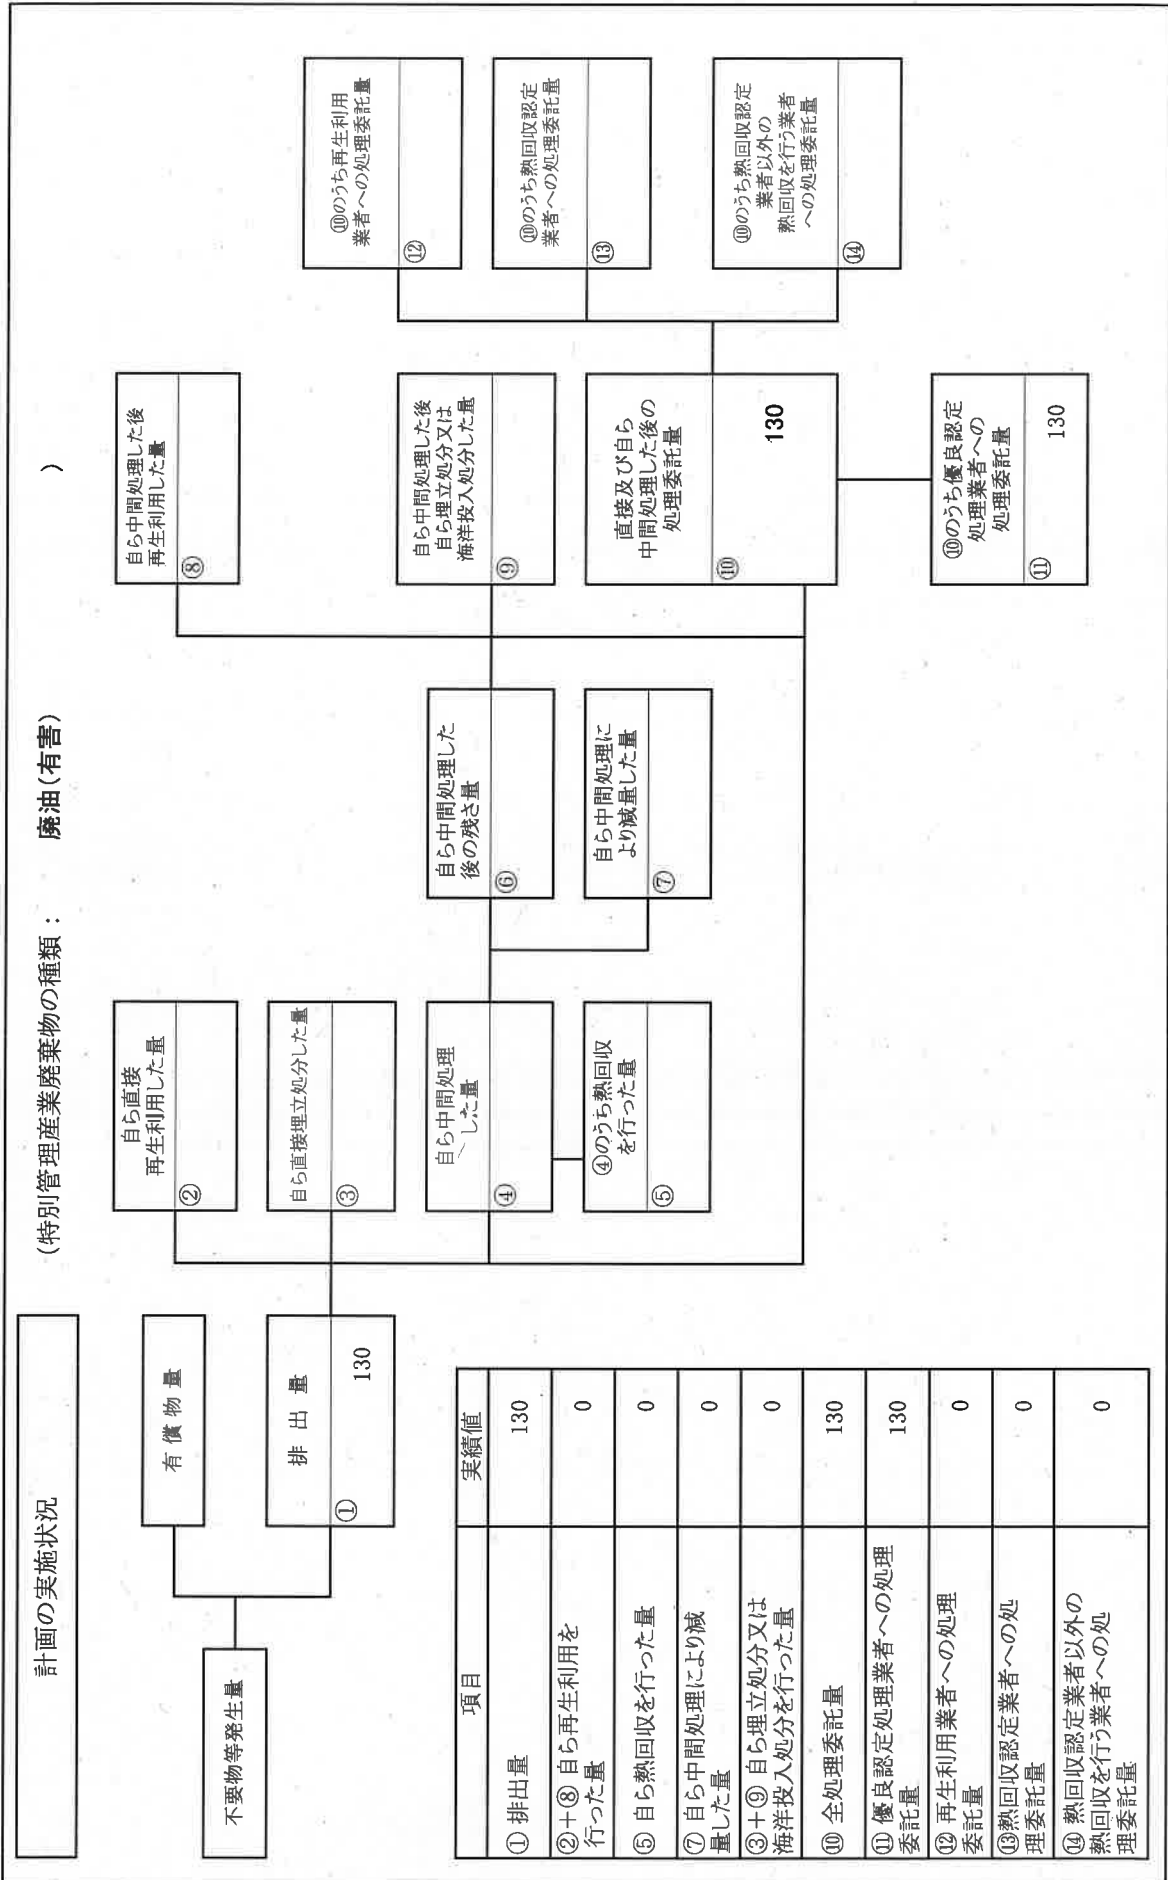 計画の実施状況
(特別管理産業廃棄物の種類： 廃油(有害) )
不要物等発生量
有償物量
排出量
①
130
自ら直接
再生利用した量
②
自ら直接埋立処分した量
③
自ら中間処理
した量
④
④のうち熱回収
を行った量
⑤
自ら中間処理した
後の残さ量
⑥
自ら中間処理に
より減量した量
⑦
自ら中間処理した後
再生利用した量
⑧
自ら中間処理した後
自ら埋立処分又は
海洋投入処分した量
⑨
直接及び自ら
中間処理した後の
処理委託量
⑩
130
⑩のうち優良認定
処理業者への
処理委託量
⑪
130
⑩のうち再生利用
業者への処理委託量
⑫
⑩のうち熱回収認定
業者への処理委託量
⑬
⑩のうち熱回収認定
業者以外の
熱回収を行う業者
への処理委託量
⑭
項目 実績値
① 排出量 130
②+⑧ 自ら再生利用を
行った量 0
⑤ 自ら熱回収を行った量 0
⑦ 自ら中間処理により減
量した量 0
③+⑨ 自ら埋立処分又は
海洋投入処分を行った量 0
⑩ 全処理委託量 130
⑪ 優良認定処理業者への処理
委託量 130
⑫ 再生利用業者への処理
委託量 0
⑬熱回収認定業者への処
理委託量 0
⑭ 熱回収認定業者以外の
熱回収を行う業者への処
理委託量 0